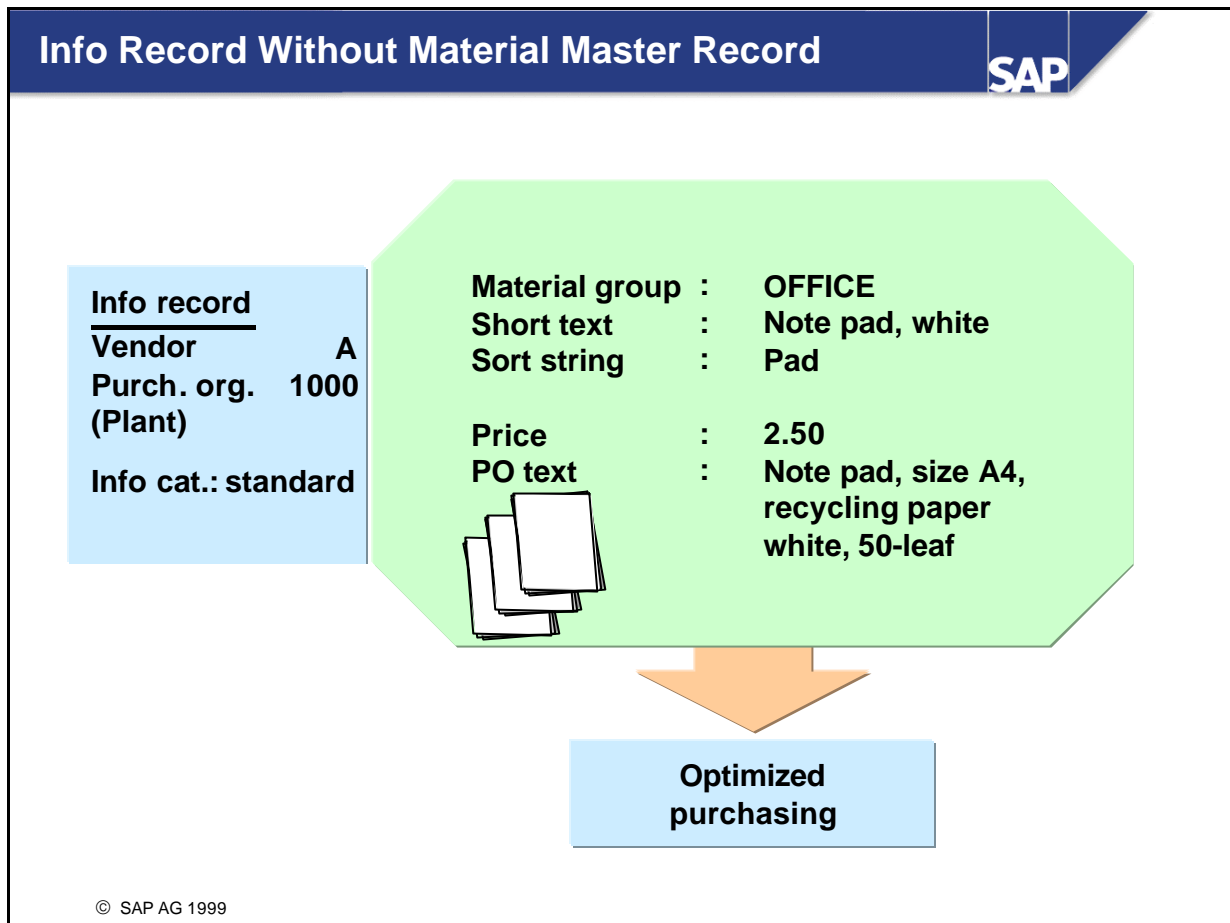 Info Record Without Material Master Record
SAP
Info record
Vendor A
Purch. org. 1000
(Plant)
Info cat.: standard
Material group : OFFICE
Short text : Note pad, white
Sort string : Pad
Price : 2.50
PO text : Note pad, size A4,
recycling paper
white, 50-leaf
Optimized
purchasing
© SAP AG 1999